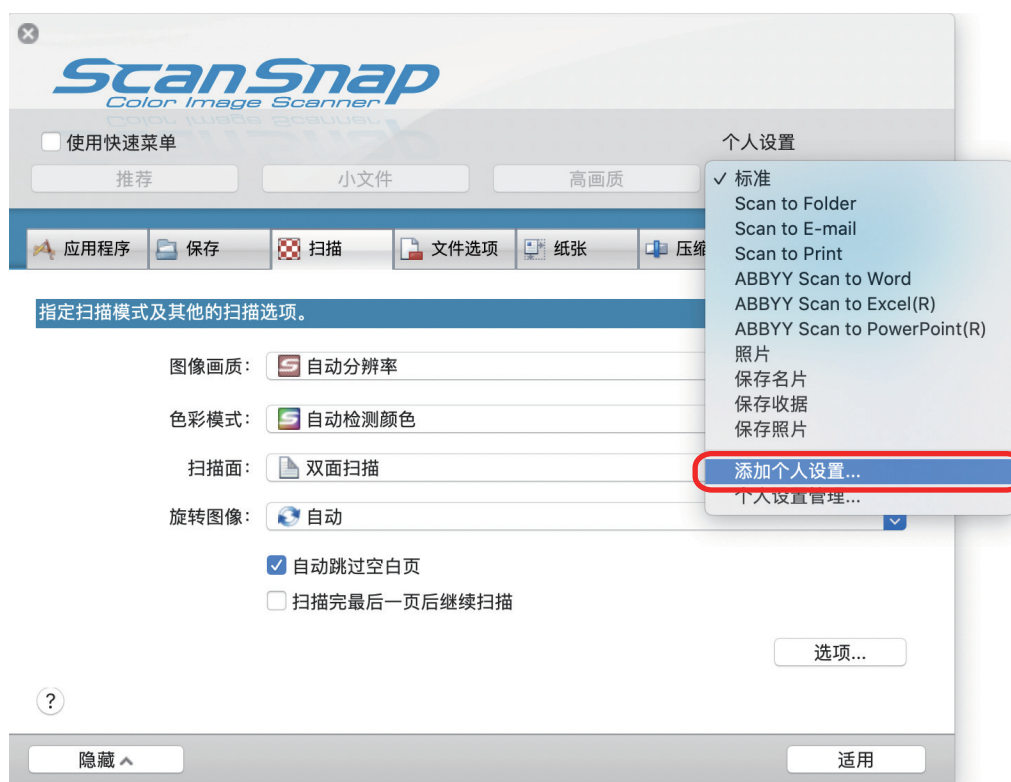 ScanSnap
Color Image Scanner
使用快速菜单
个人设置
推荐
小文件
高画质
✓ 标准
Scan to Folder
Scan to E-mail
Scan to Print
ABBYY Scan to Word
ABBYY Scan to Excel(R)
ABBYY Scan to PowerPoint(R)
照片
保存名片
保存收据
保存照片
添加个人设置...
个人设置管理...
应用程序
保存
扫描
文件选项
纸张
压缩
指定扫描模式及其他的扫描选项。
图像画质：
自动分辨率
色彩模式：
自动检测颜色
扫描面：
双面扫描
旋转图像：
自动
自动跳过空白页
扫描完最后一页后继续扫描
选项...
?
隐藏
适用